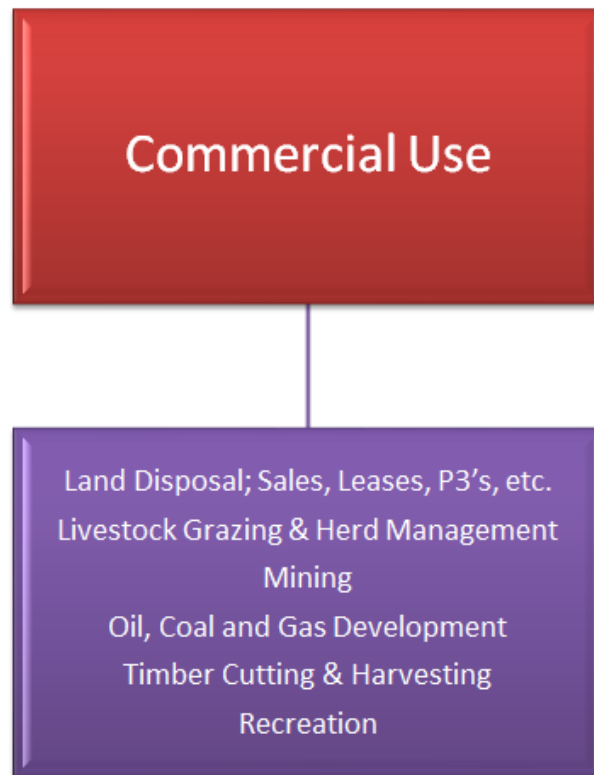 Commercial Use
Land Disposal; Sales, Leases, P3's, etc.
Livestock Grazing & Herd Management
Mining
Oil, Coal and Gas Development
Timber Cutting & Harvesting
Recreation